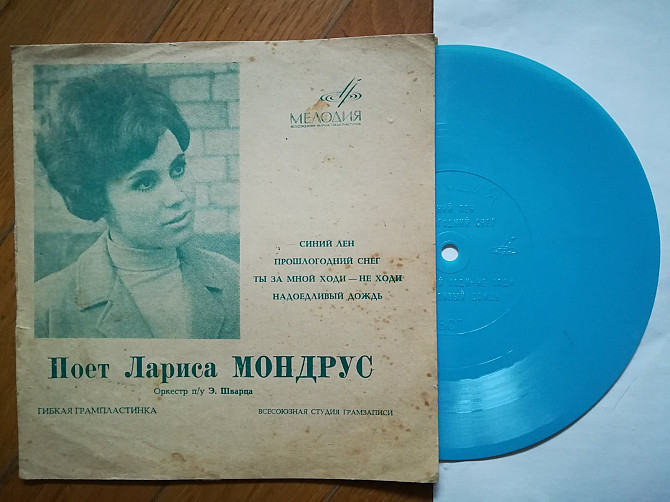 МЕЛОДИЯ
СИНИЙ ЛЕН
ПРОШЛОГОДНИЙ СНЕГ
ТЫ ЗА МНОЙ ХОДИ — НЕ ХОДИ
НАДОЕДЛИВЫЙ ДОЖДЬ
Поет Лариса МОНДРУС
Оркестр п/у Э. Шварца
ГИБКАЯ ГРАМПЛАСТИНКА
ВСЕСОЮЗНАЯ СТУДИЯ ГРАМЗАПИСИ